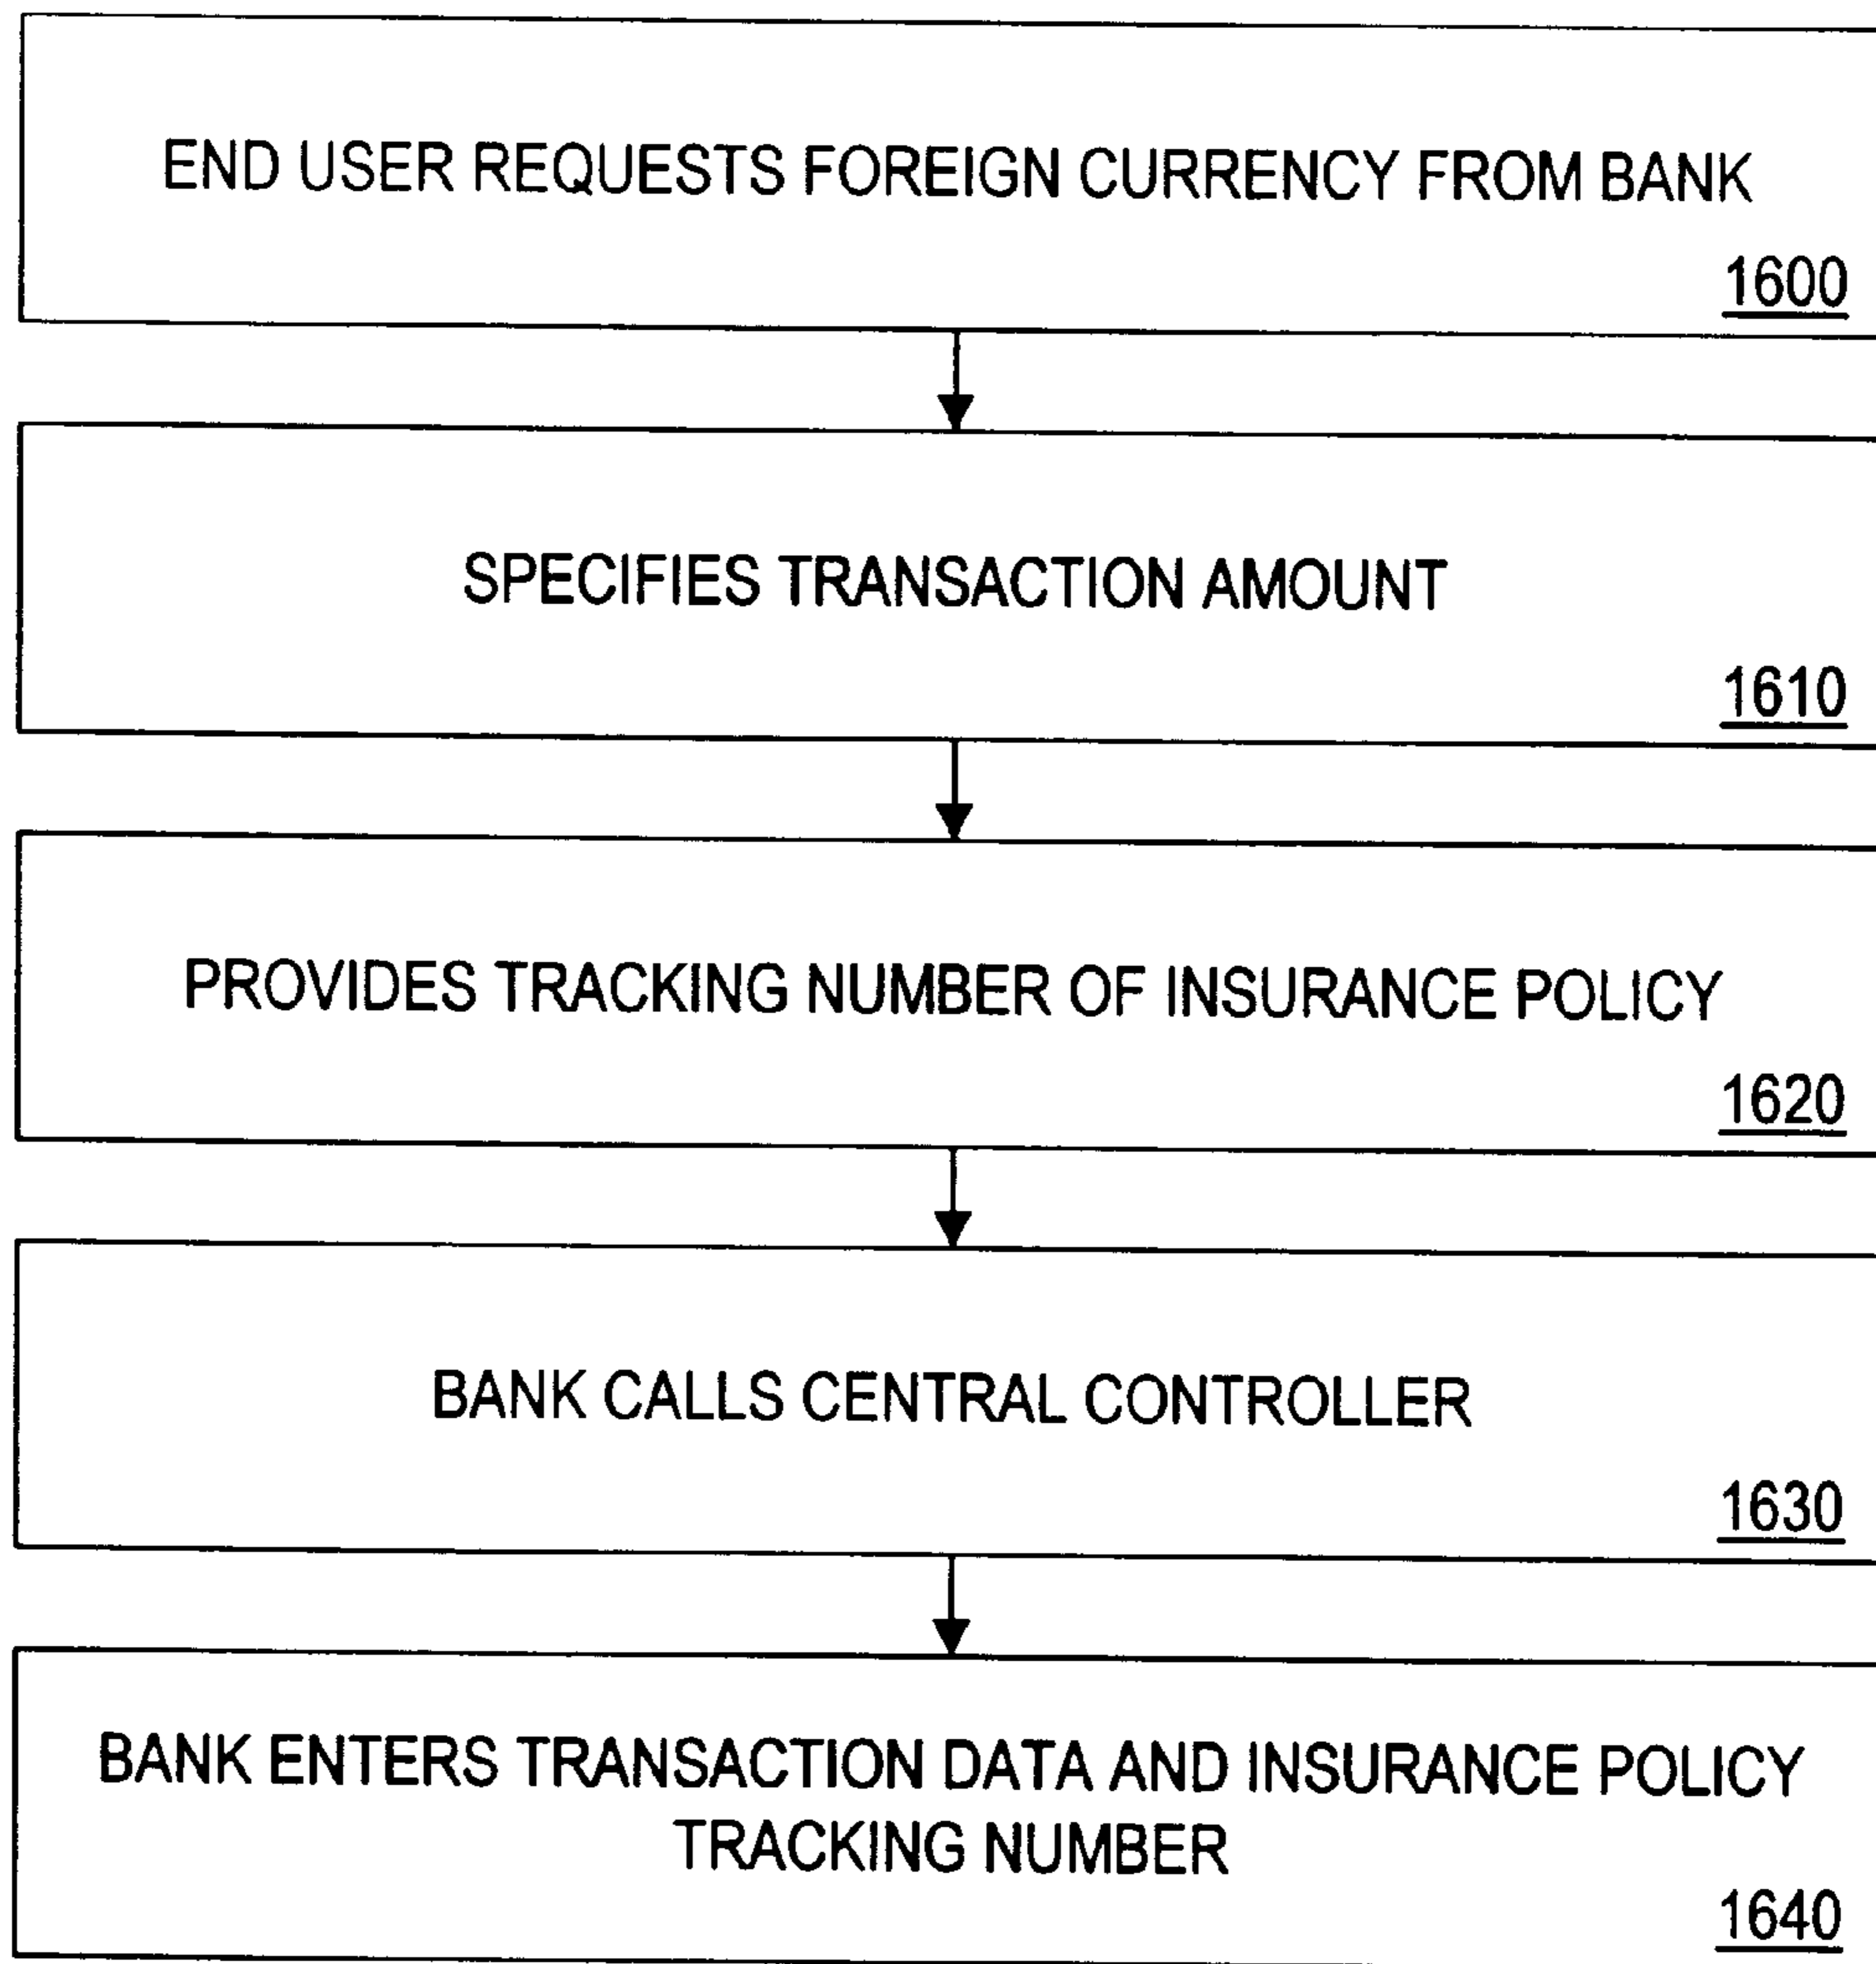 END USER REQUESTS FOREIGN CURRENCY FROM BANK
1600
SPECIFIES TRANSACTION AMOUNT
1610
PROVIDES TRACKING NUMBER OF INSURANCE POLICY
1620
BANK CALLS CENTRAL CONTROLLER
1630
BANK ENTERS TRANSACTION DATA AND INSURANCE POLICY
TRACKING NUMBER
1640